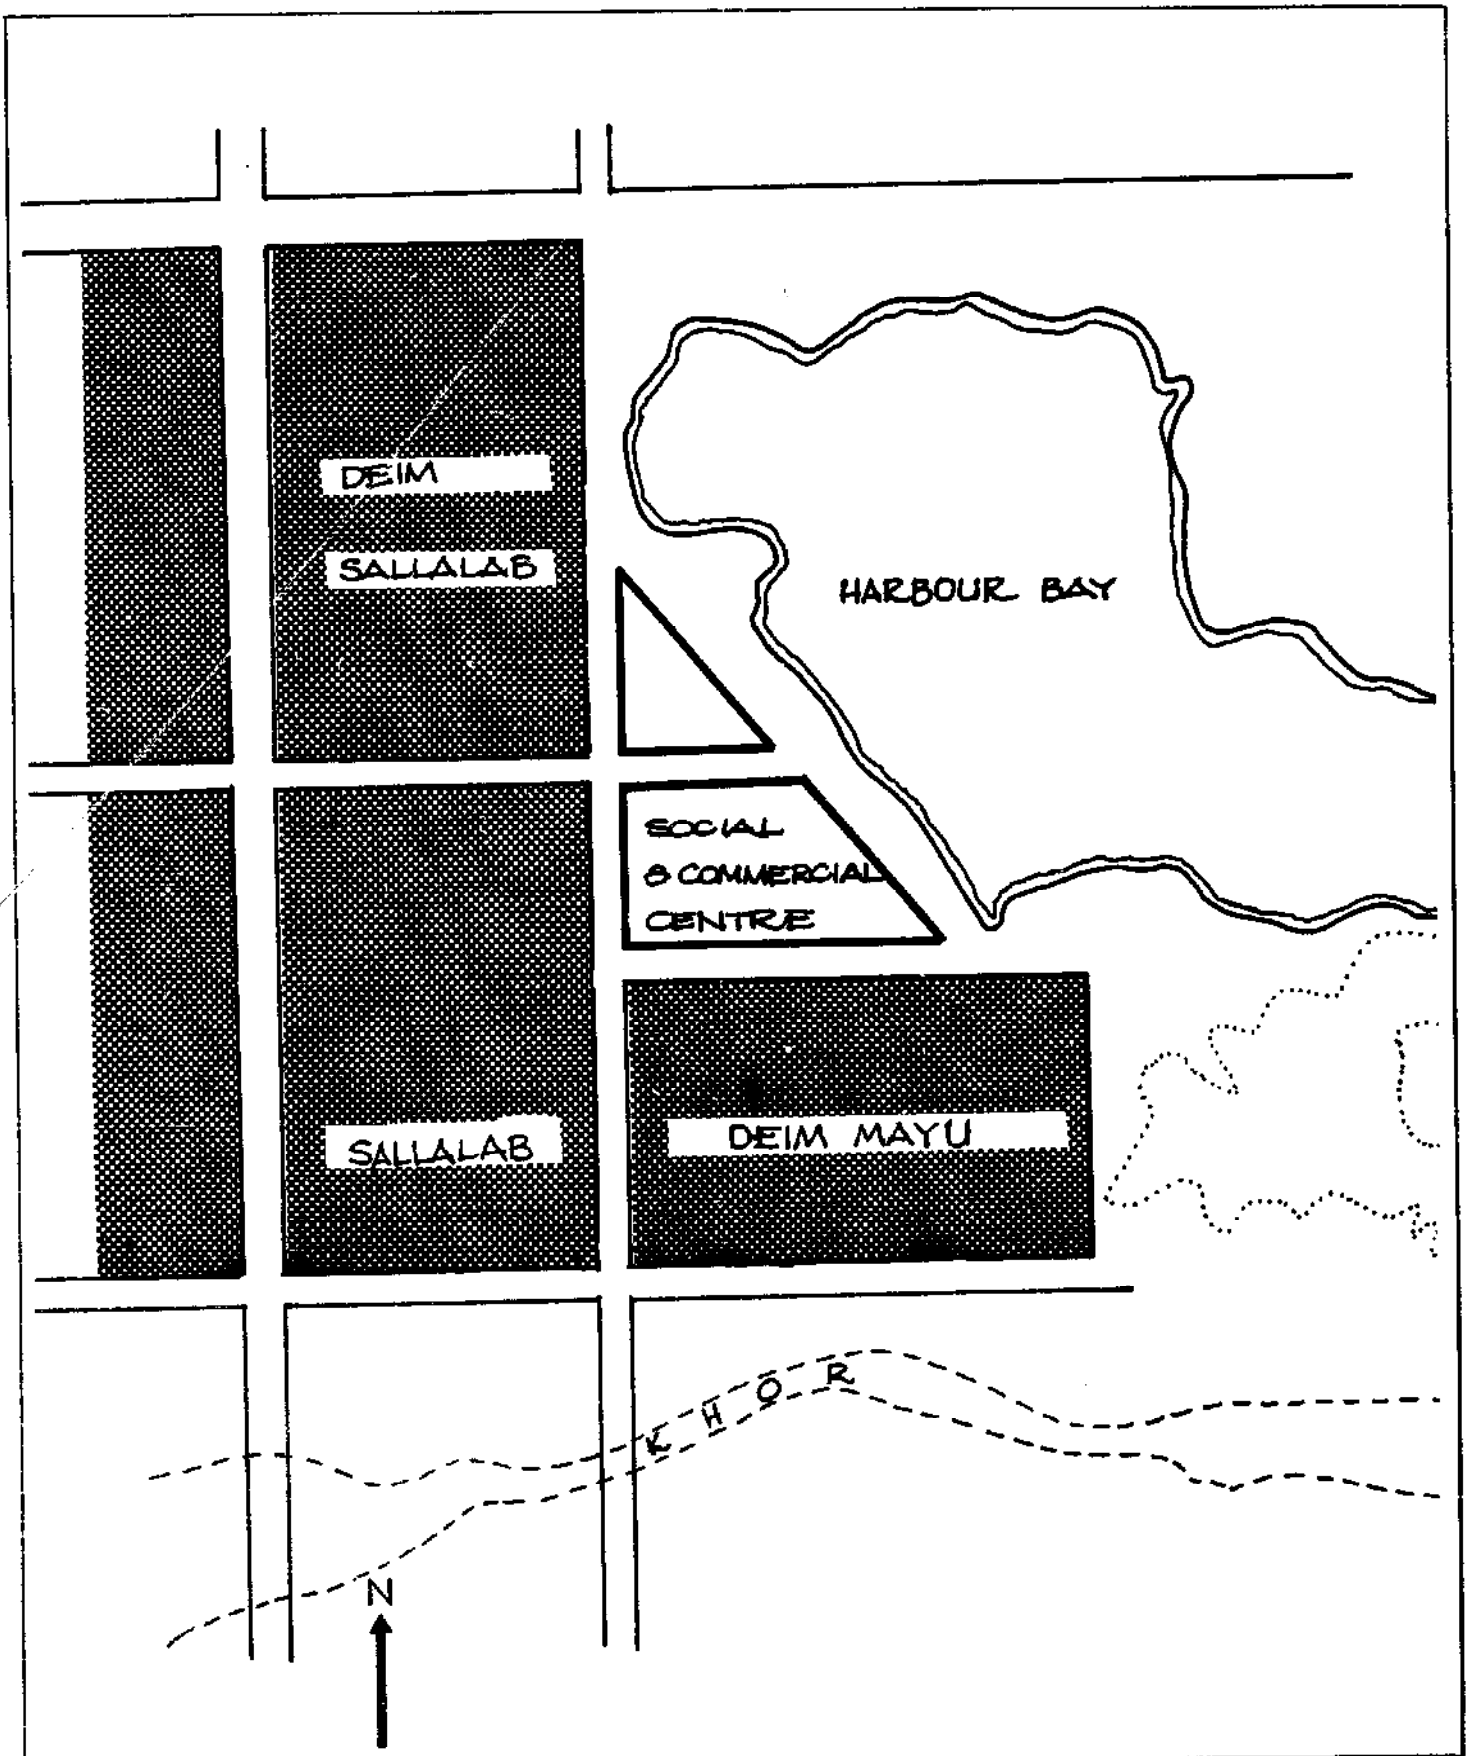 DEIM
SALLALAB
HARBOUR BAY
SOCIAL
& COMMERCIAL
CENTRE
SALLALAB
DEIM MAYU
KHOR
N